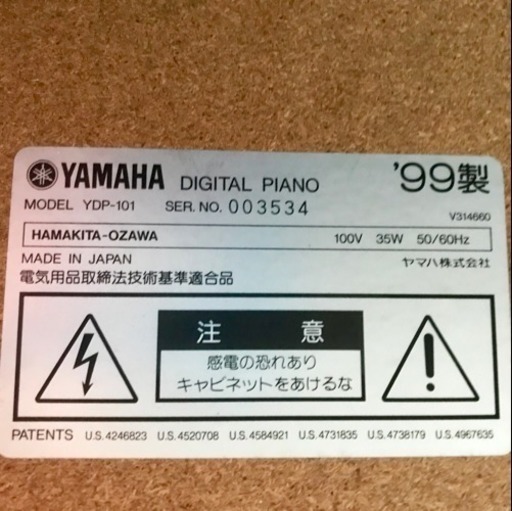 YAMAHA DIGITAL PIANO '99製
MODEL YDP-101 SER. NO. 003534
V314660
HAMAKITA-OZAWA 100V 35W 50/60Hz
MADE IN JAPAN ヤマハ株式会社
電気用品取締法技術基準適合品
注意
感電の恐れあり
キャビネットをあけるな
PATENTS U.S.4246823 U.S.4520708 U.S.4584921 U.S.4731835 U.S.4738179 U.S.4967635